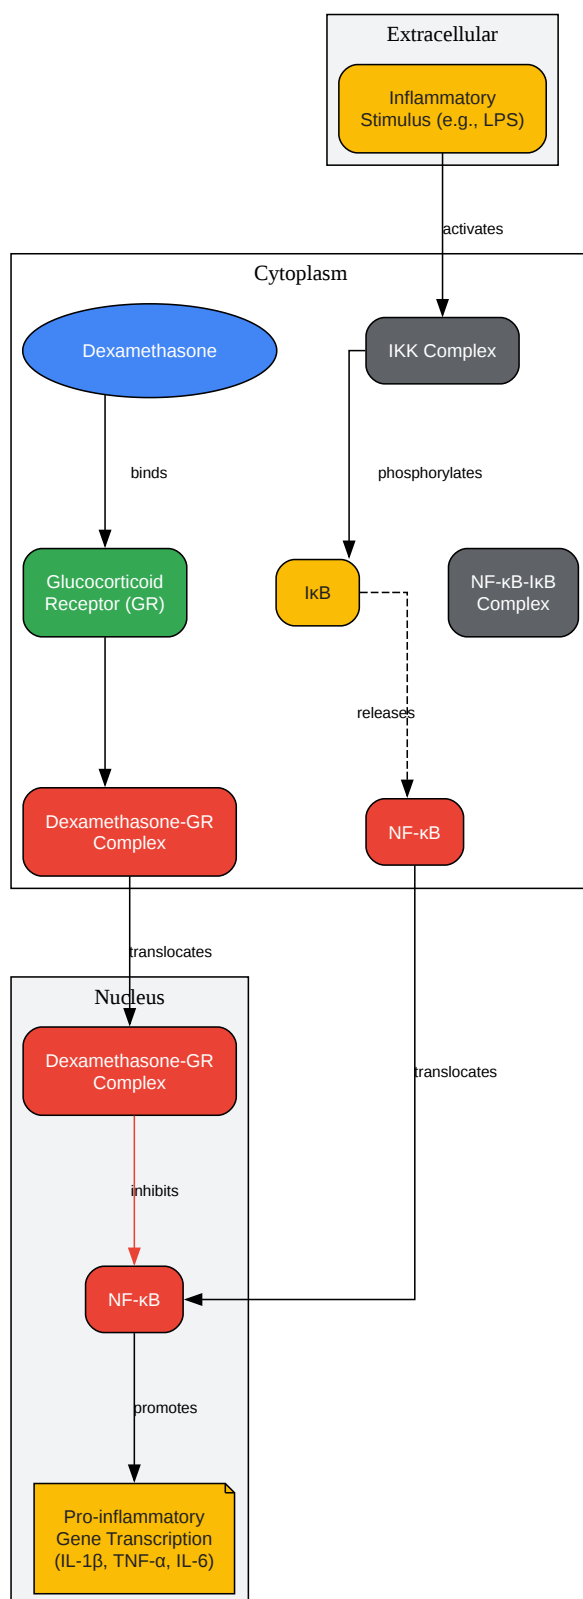 Extracellular
Inflammatory
Stimulus (e.g., LPS)
activates
Cytoplasm
Dexamethasone
IKK Complex
binds
phosphorylates
Glucocorticoid
Receptor (GR)
IκB
NF-κB-IκB
Complex
releases
Dexamethasone-GR
Complex
NF-κB
translocates
Nucleus
Dexamethasone-GR
Complex
translocates
inhibits
NF-κB
promotes
Pro-inflammatory
Gene Transcription
(IL-1β, TNF-α, IL-6)